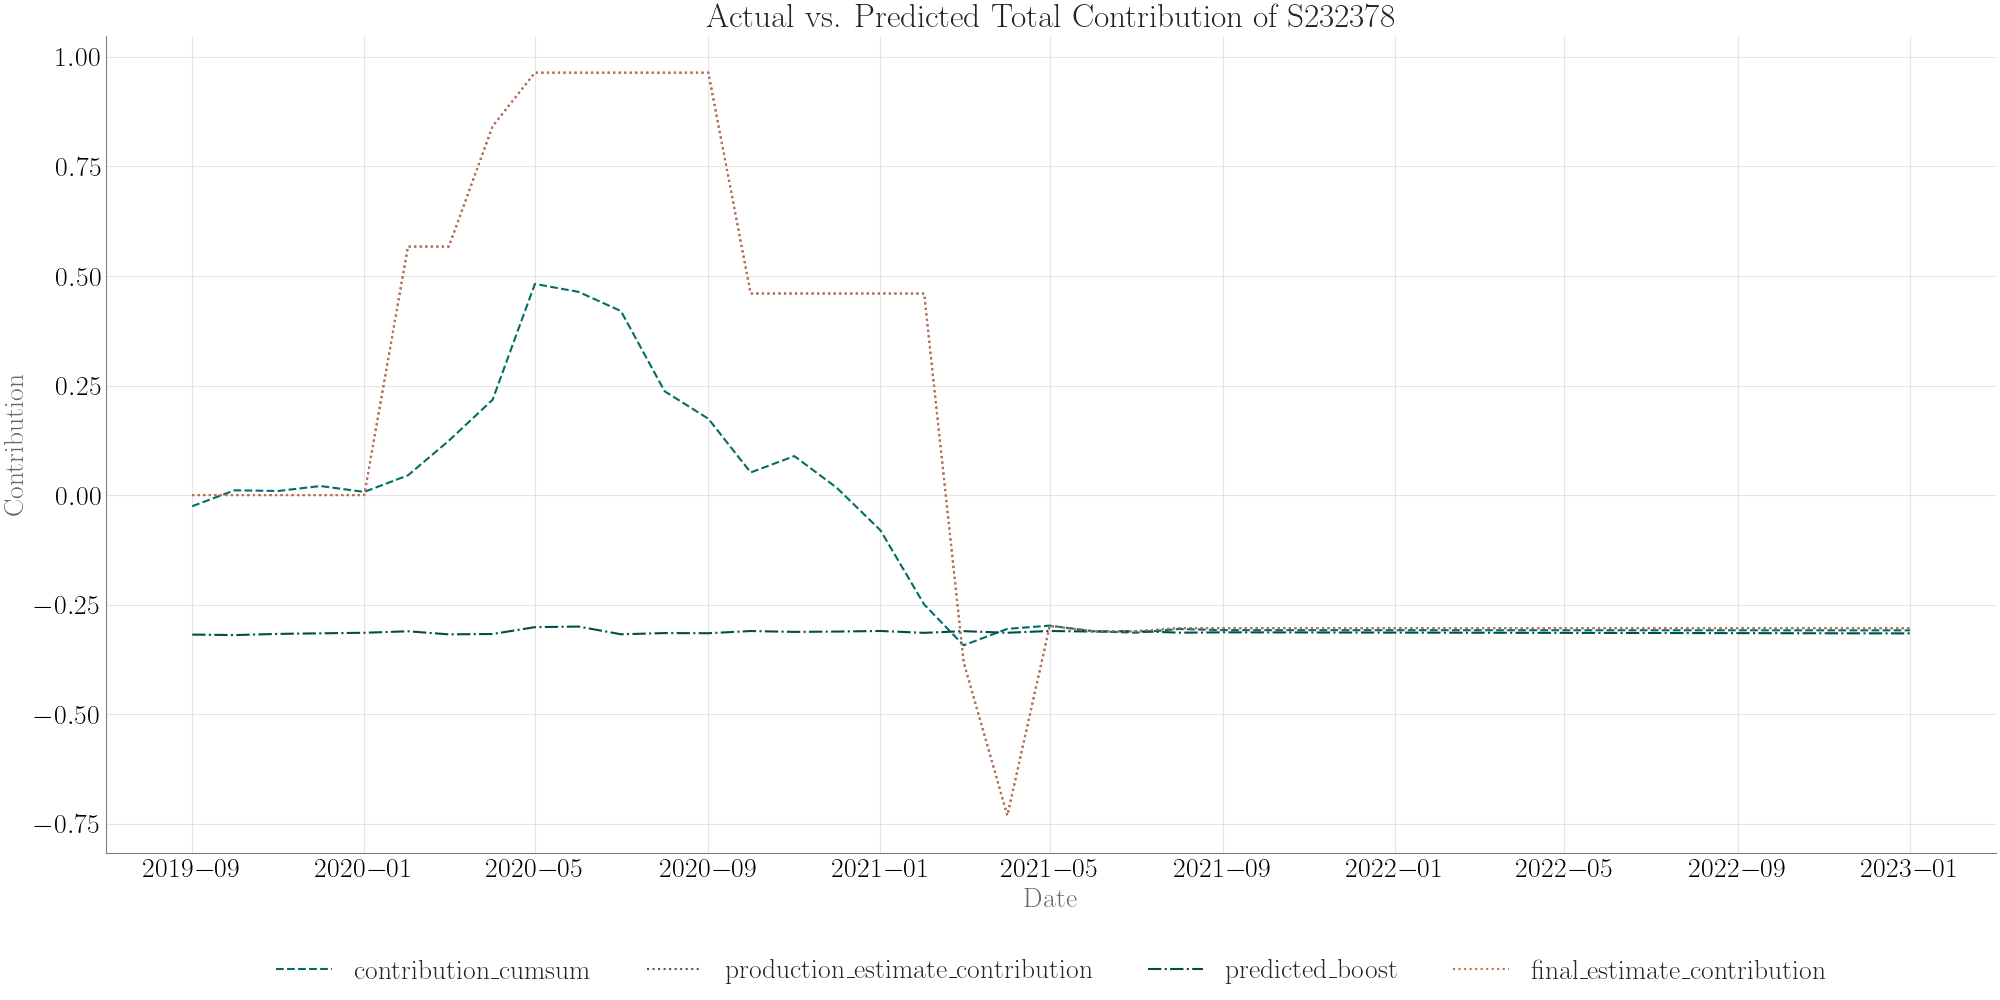 Actual vs. Predicted Total Contribution of S232378
1.00
0.75
0.50
0.25
0.00
−0.25
−0.50
−0.75
Contribution
2019−09 2020−01 2020−05 2020−09 2021−01 2021−05 2021−09 2022−01 2022−05 2022−09 2023−01
Date
contribution_cumsum production_estimate_contribution predicted_boost final_estimate_contribution